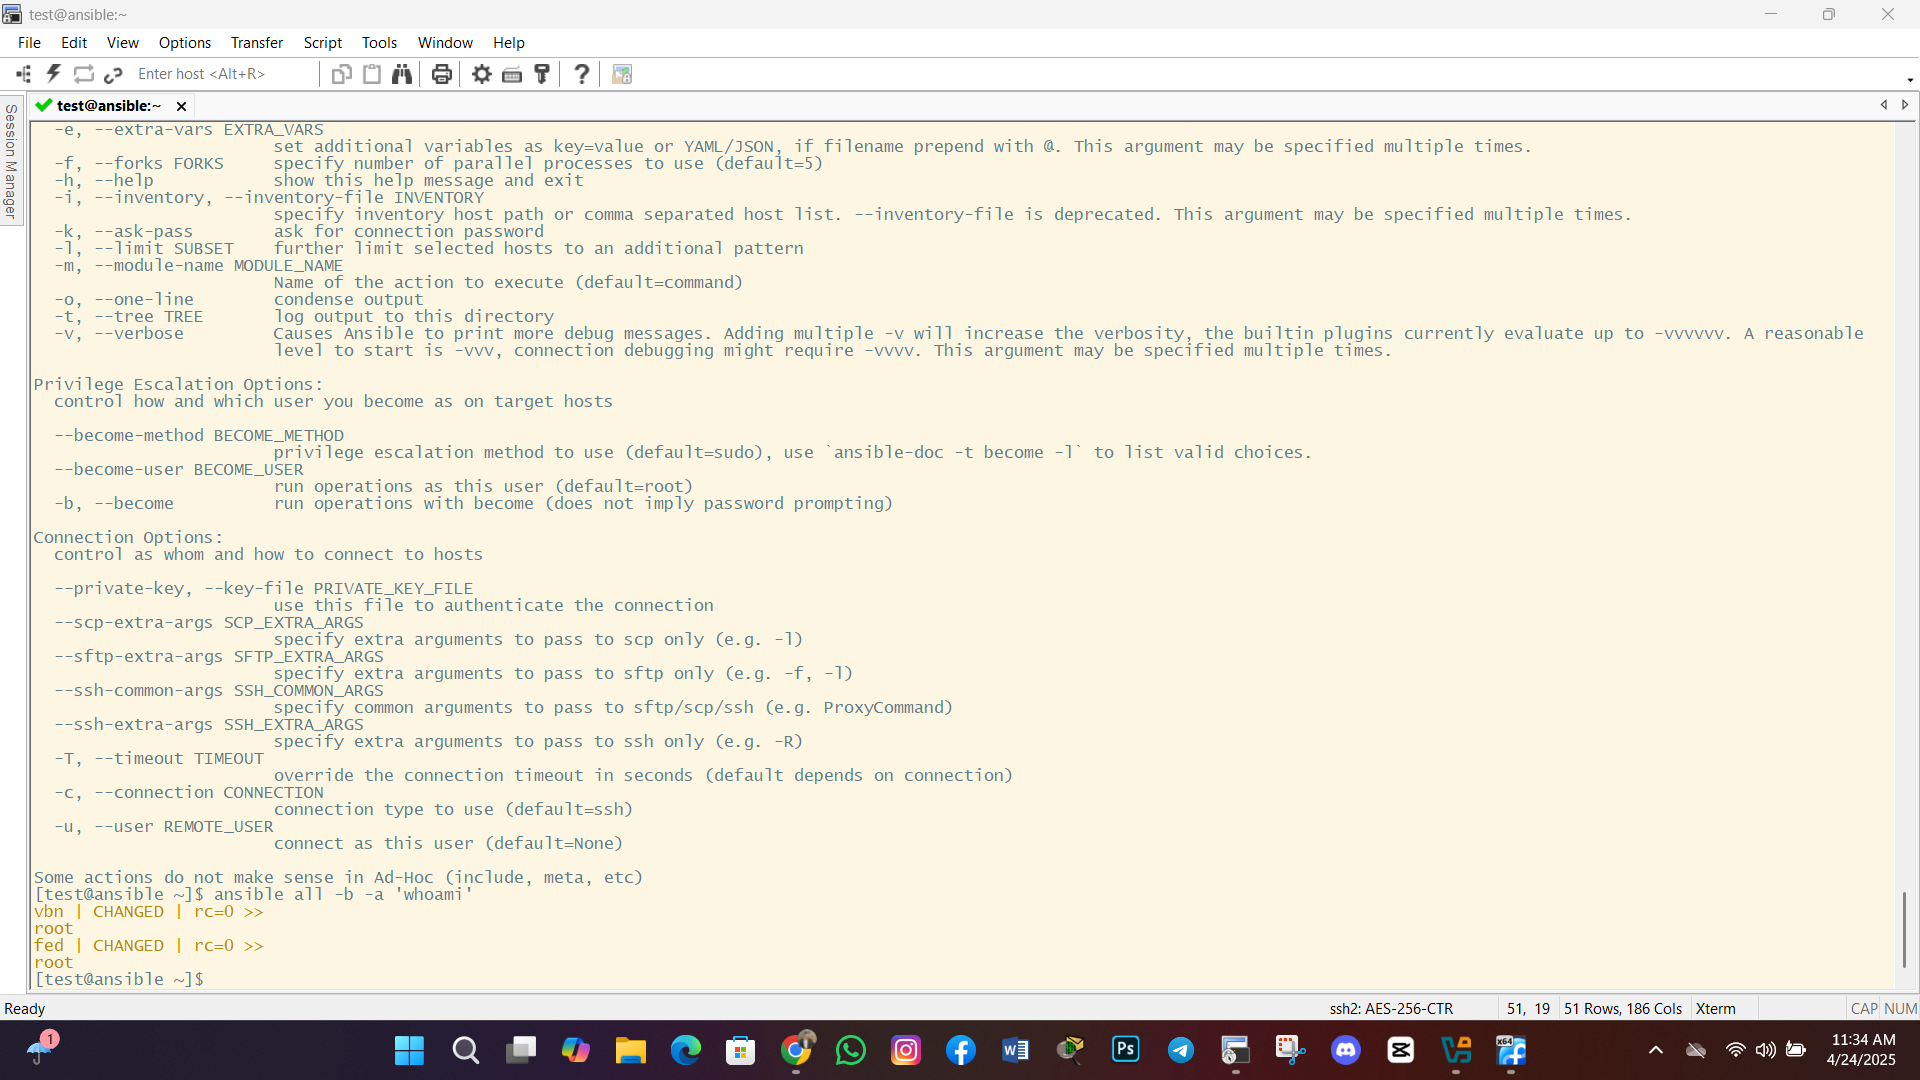 test@ansible:~
File Edit View Options Transfer Script Tools Window Help
Enter host <Alt+R>
Session Manager
test@ansible:~
-e, --extra-vars EXTRA_VARS
set additional variables as key=value or YAML/JSON, if filename prepend with @. This argument may be specified multiple times.
-f, --forks FORKS specify number of parallel processes to use (default=5)
-h, --help show this help message and exit
-i, --inventory, --inventory-file INVENTORY
specify inventory host path or comma separated host list. --inventory-file is deprecated. This argument may be specified multiple times.
-k, --ask-pass ask for connection password
-l, --limit SUBSET further limit selected hosts to an additional pattern
-m, --module-name MODULE_NAME
Name of the action to execute (default=command)
-o, --one-line condense output
-t, --tree TREE log output to this directory
-v, --verbose Causes Ansible to print more debug messages. Adding multiple -v will increase the verbosity, the builtin plugins currently evaluate up to -vvvvvv. A reasonable
level to start is -vvv, connection debugging might require -vvvv. This argument may be specified multiple times.
Privilege Escalation Options:
control how and which user you become as on target hosts
--become-method BECOME_METHOD
privilege escalation method to use (default=sudo), use `ansible-doc -t become -l` to list valid choices.
--become-user BECOME_USER
run operations as this user (default=root)
-b, --become run operations with become (does not imply password prompting)
Connection Options:
control as whom and how to connect to hosts
--private-key, --key-file PRIVATE_KEY_FILE
use this file to authenticate the connection
--scp-extra-args SCP_EXTRA_ARGS
specify extra arguments to pass to scp only (e.g. -l)
--sftp-extra-args SFTP_EXTRA_ARGS
specify extra arguments to pass to sftp only (e.g. -f, -l)
--ssh-common-args SSH_COMMON_ARGS
specify common arguments to pass to sftp/scp/ssh (e.g. ProxyCommand)
--ssh-extra-args SSH_EXTRA_ARGS
specify extra arguments to pass to ssh only (e.g. -R)
-T, --timeout TIMEOUT
override the connection timeout in seconds (default depends on connection)
-c, --connection CONNECTION
connection type to use (default=ssh)
-u, --user REMOTE_USER
connect as this user (default=None)
Some actions do not make sense in Ad-Hoc (include, meta, etc)
[test@ansible ~]$ ansible all -b -a 'whoami'
vbn | CHANGED | rc=0 >>
root
fed | CHANGED | rc=0 >>
root
[test@ansible ~]$
Ready ssh2: AES-256-CTR 51, 19 51 Rows, 186 Cols Xterm CAP NUM
1
Ps
x64
11:34 AM
4/24/2025